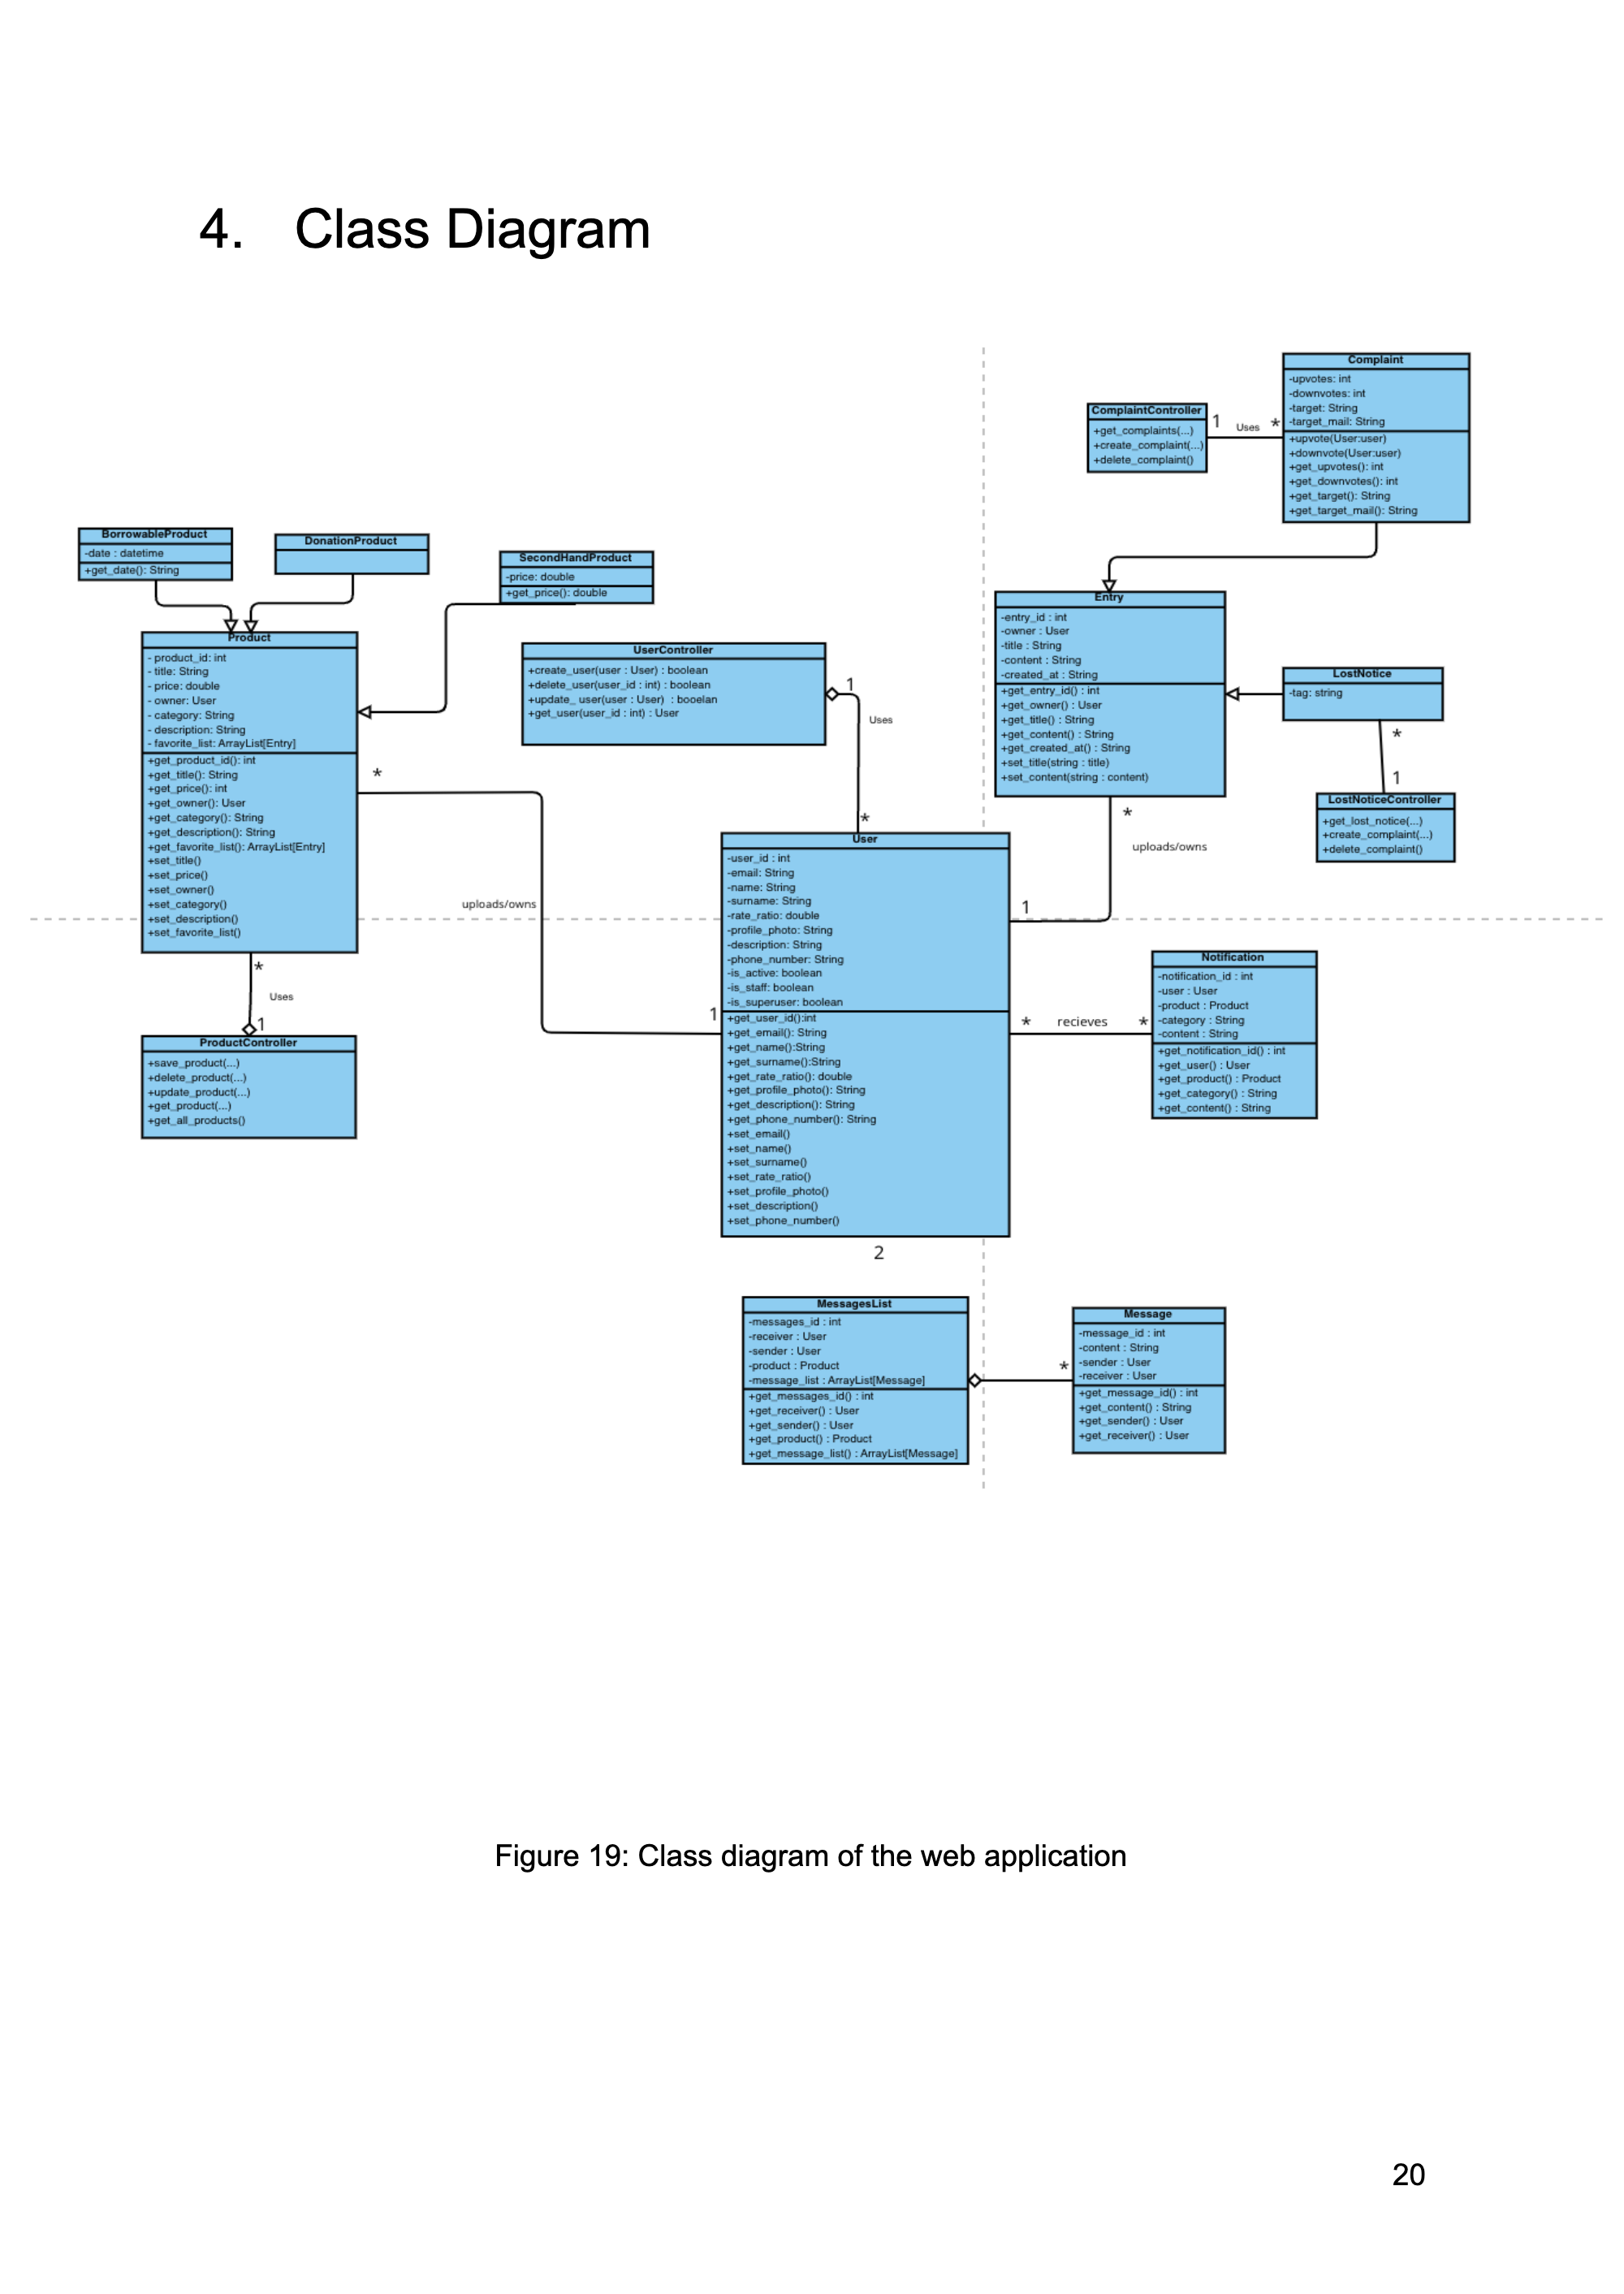 4. Class Diagram
Complaint
-upvotes: int
-downvotes: int
-target: String
-target_mail: String
+upvote(User:user)
+downvote(User:user)
+get_upvotes(): int
+get_downvotes(): int
+get_target(): String
+get_target_mail(): String
ComplaintController
+get_complaints(...)
+create_complaint(...)
+delete_complaint()
1 Uses *
BorrowableProduct
-date : datetime
+get_date(): String
DonationProduct
SecondHandProduct
-price: double
+get_price(): double
Product
- product_id: int
- title: String
- price: double
- owner: User
- category: String
- description: String
- favorite_list: ArrayList[Entry]
+get_product_id(): int
+get_title(): String
+get_price(): int
+get_owner(): User
+get_category(): String
+get_description(): String
+get_favorite_list(): ArrayList[Entry]
+set_title()
+set_price()
+set_owner()
+set_category()
+set_description()
+set_favorite_list()
*
uploads/owns
1
*
Uses
1
ProductController
+save_product(...)
+delete_product(...)
+update_product(...)
+get_product(...)
+get_all_products()
UserController
+create_user(user : User) : boolean
+delete_user(user_id : int) : boolean
+update_ user(user : User) : booelan
+get_user(user_id : int) : User
1
Uses
*
Entry
-entry_id : int
-owner : User
-title : String
-content : String
-created_at : String
+get_entry_id() : int
+get_owner() : User
+get_title() : String
+get_content() : String
+get_created_at() : String
+set_title(string : title)
+set_content(string : content)
LostNotice
-tag: string
*
1
LostNoticeController
+get_lost_notice(...)
+create_complaint(...)
+delete_complaint()
*
uploads/owns
1
User
-user_id : int
-email: String
-name: String
-surname: String
-rate_ratio: double
-profile_photo: String
-description: String
-phone_number: String
-is_active: boolean
-is_staff: boolean
-is_superuser: boolean
+get_user_id():int
+get_email(): String
+get_name():String
+get_surname():String
+get_rate_ratio(): double
+get_profile_photo(): String
+get_description(): String
+get_phone_number(): String
+set_email()
+set_name()
+set_surname()
+set_rate_ratio()
+set_profile_photo()
+set_description()
+set_phone_number()
* recieves *
Notification
-notification_id : int
-user : User
-product : Product
-category : String
-content : String
+get_notification_id() : int
+get_user() : User
+get_product() : Product
+get_category() : String
+get_content() : String
2
MessagesList
-messages_id : int
-receiver : User
-sender : User
-product : Product
-message_list : ArrayList[Message]
+get_messages_id() : int
+get_receiver() : User
+get_sender() : User
+get_product() : Product
+get_message_list() : ArrayList[Message]
*
Message
-message_id : int
-content : String
-sender : User
-receiver : User
+get_message_id() : int
+get_content() : String
+get_sender() : User
+get_receiver() : User
Figure 19: Class diagram of the web application
20